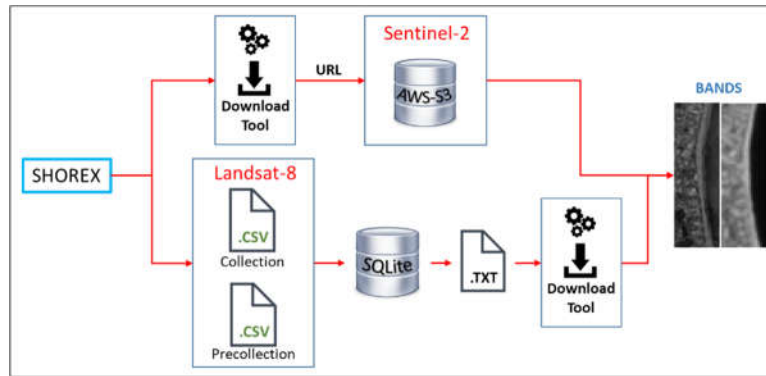 SHOREX
Download
Tool
URL
Sentinel-2
AWS-S3
Landsat-8
.CSV
Collection
.CSV
Precollection
SQLite
.TXT
Download
Tool
BANDS